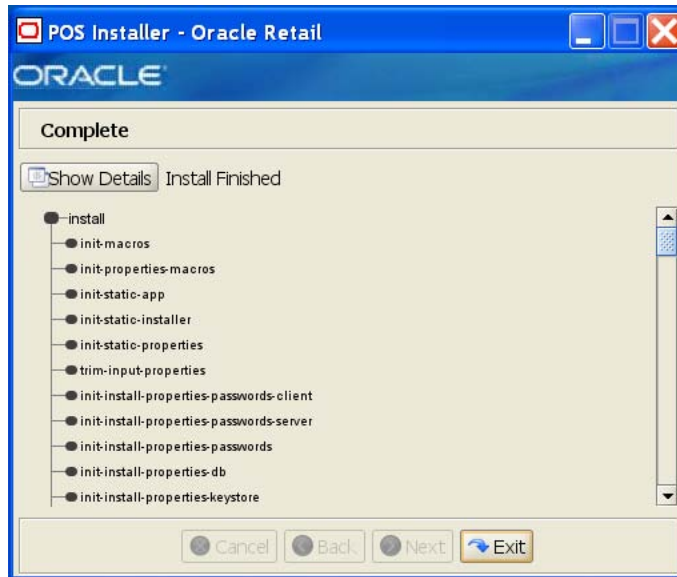 POS Installer - Oracle Retail
ORACLE
Complete
Show Details Install Finished
install
init-macros
init-properties-macros
init-static-app
init-static-installer
init-static-properties
trim-input-properties
init-install-properties-passwords-client
init-install-properties-passwords-server
init-install-properties-passwords
init-install-properties-db
init-install-properties-keystore
Cancel Back Next Exit